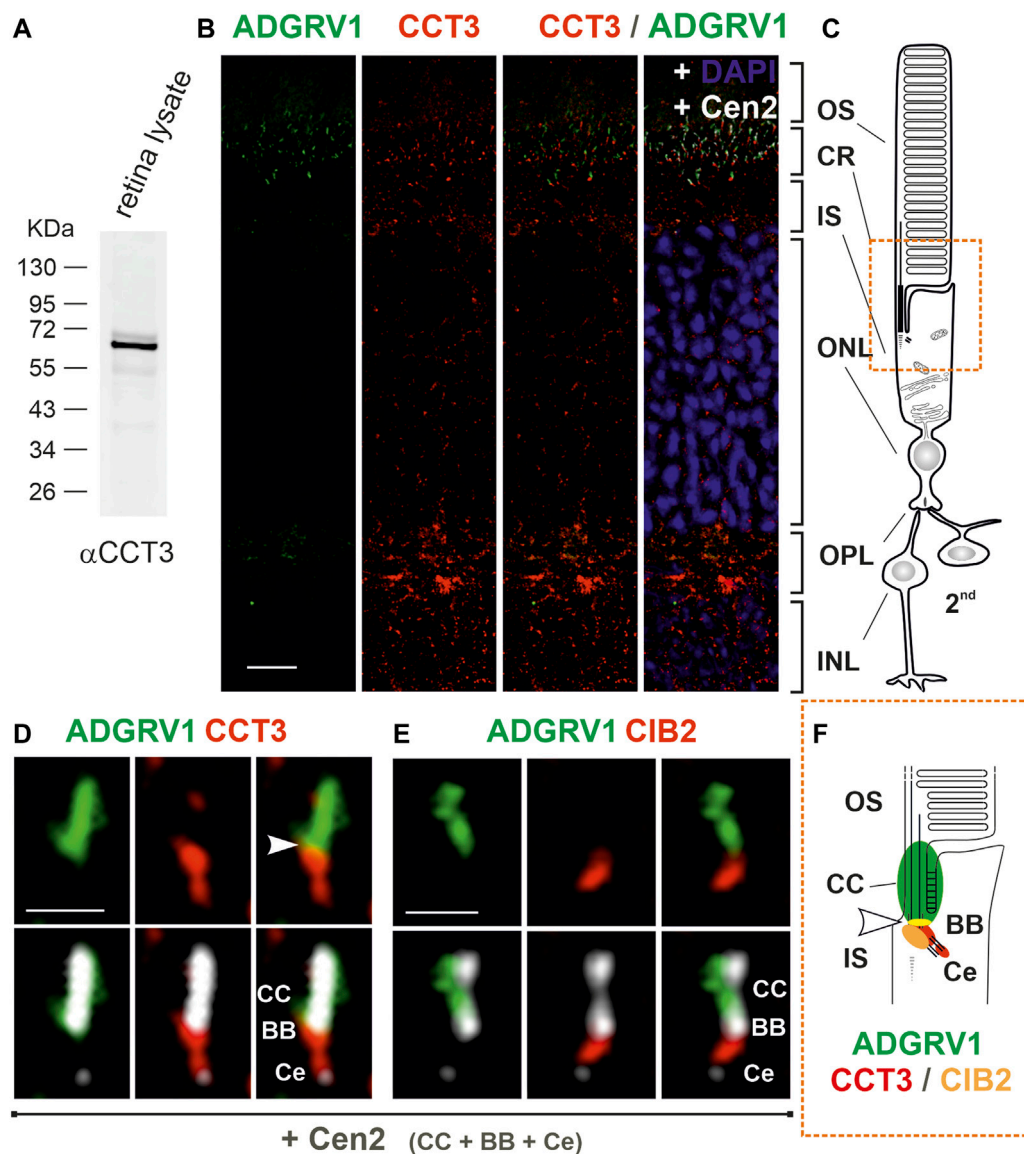 A
retina lysate
KDa
130
95
72
55
43
34
26
αCCT3
B
ADGRV1 CCT3 CCT3 / ADGRV1
+ DAPI
+ Cen2
C
OS
CR
IS
ONL
OPL
INL
2nd
D
ADGRV1 CCT3
CC
BB
Ce
E
ADGRV1 CIB2
CC
BB
Ce
+ Cen2 (CC + BB + Ce)
F
OS
CC
BB
IS
Ce
ADGRV1
CCT3 / CIB2